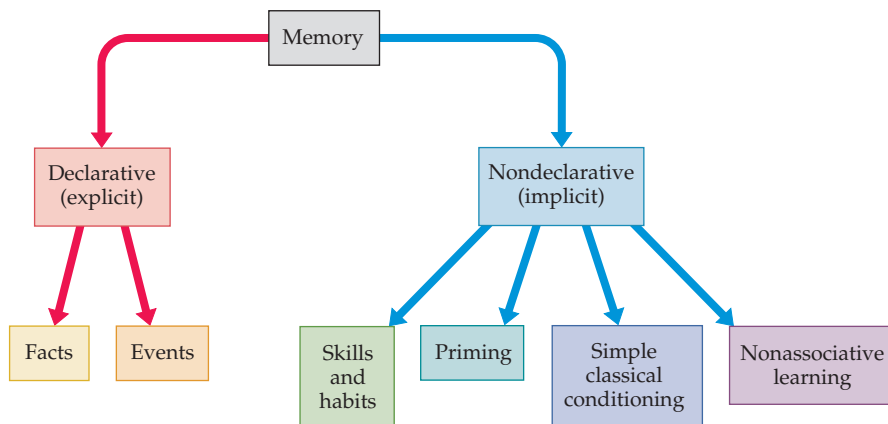 Memory
Declarative
(explicit)
Nondeclarative
(implicit)
Facts
Events
Skills
and
habits
Priming
Simple
classical
conditioning
Nonassociative
learning